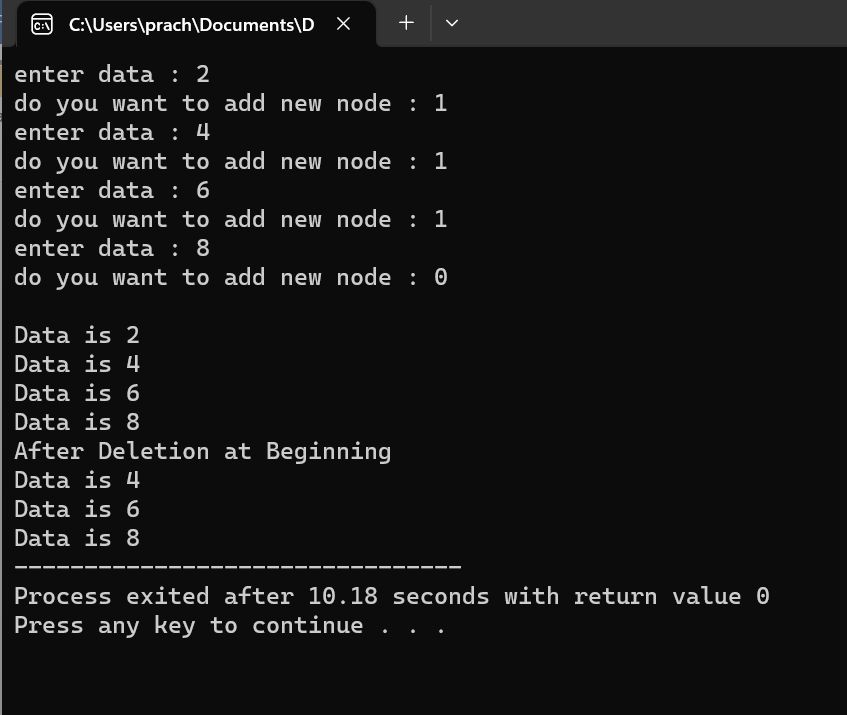 C:\Users\prach\Documents\D
enter data : 2
do you want to add new node : 1
enter data : 4
do you want to add new node : 1
enter data : 6
do you want to add new node : 1
enter data : 8
do you want to add new node : 0

Data is 2
Data is 4
Data is 6
Data is 8
After Deletion at Beginning
Data is 4
Data is 6
Data is 8
--------------------------------
Process exited after 10.18 seconds with return value 0
Press any key to continue . . .